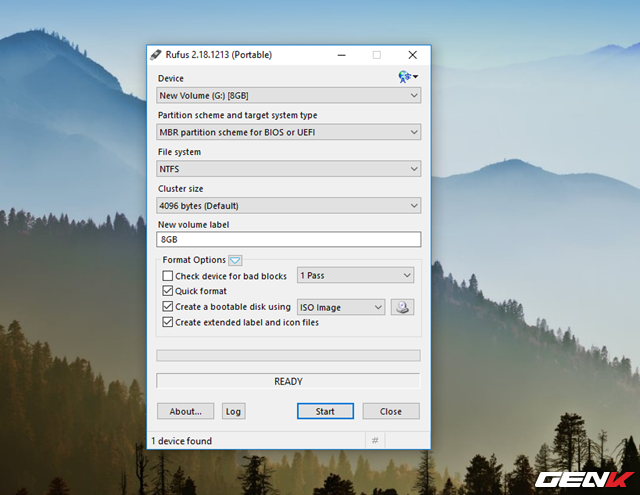 Rufus 2.18.1213 (Portable)
Device
New Volume (G:) [8GB]
Partition scheme and target system type
MBR partition scheme for BIOS or UEFI
File system
NTFS
Cluster size
4096 bytes (Default)
New volume label
8GB
Format Options
Check device for bad blocks 1 Pass
Quick format
Create a bootable disk using ISO Image
Create extended label and icon files
READY
About... Log Start Close
1 device found #
GENK